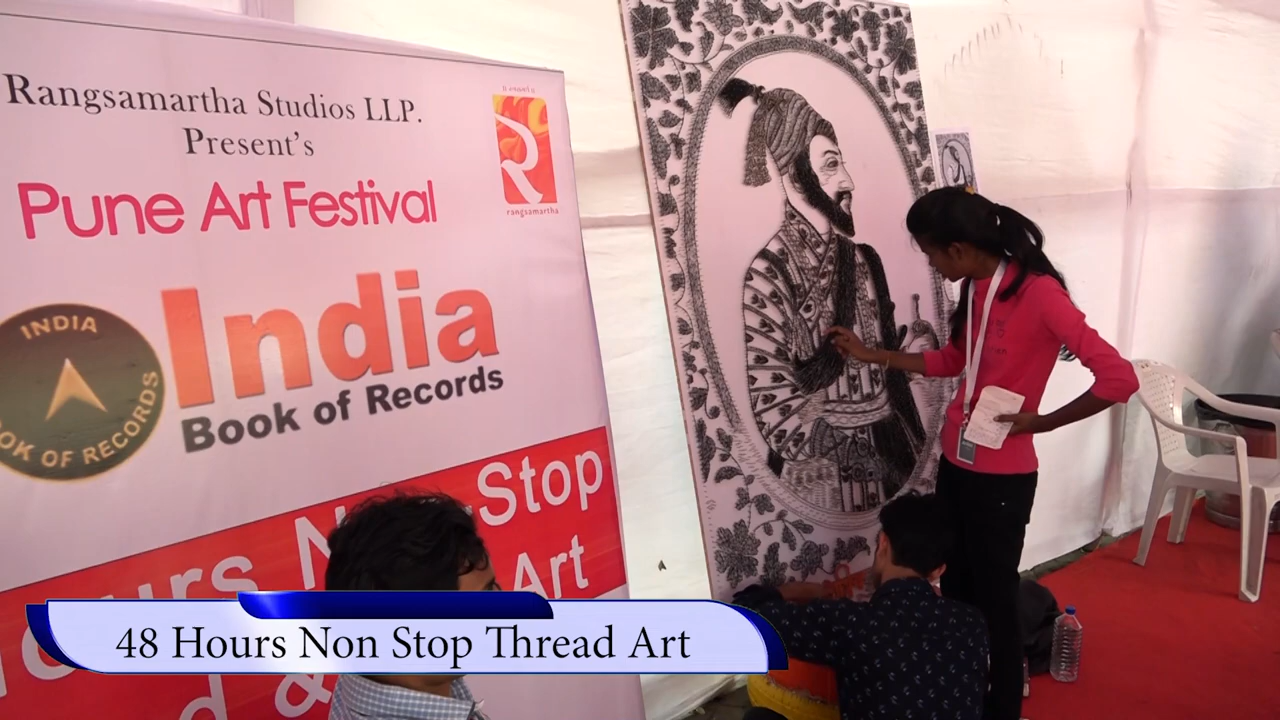 Rangsamartha Studios LLP.
Present's
Pune Art Festival
rangsamartha
INDIA
BOOK OF RECORDS
India
Book of Records
Stop
Art
48 Hours Non Stop Thread Art